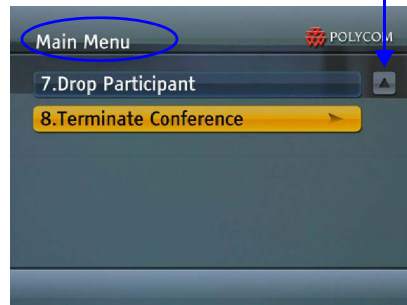 Main Menu
POLYCOM
7.Drop Participant
8.Terminate Conference